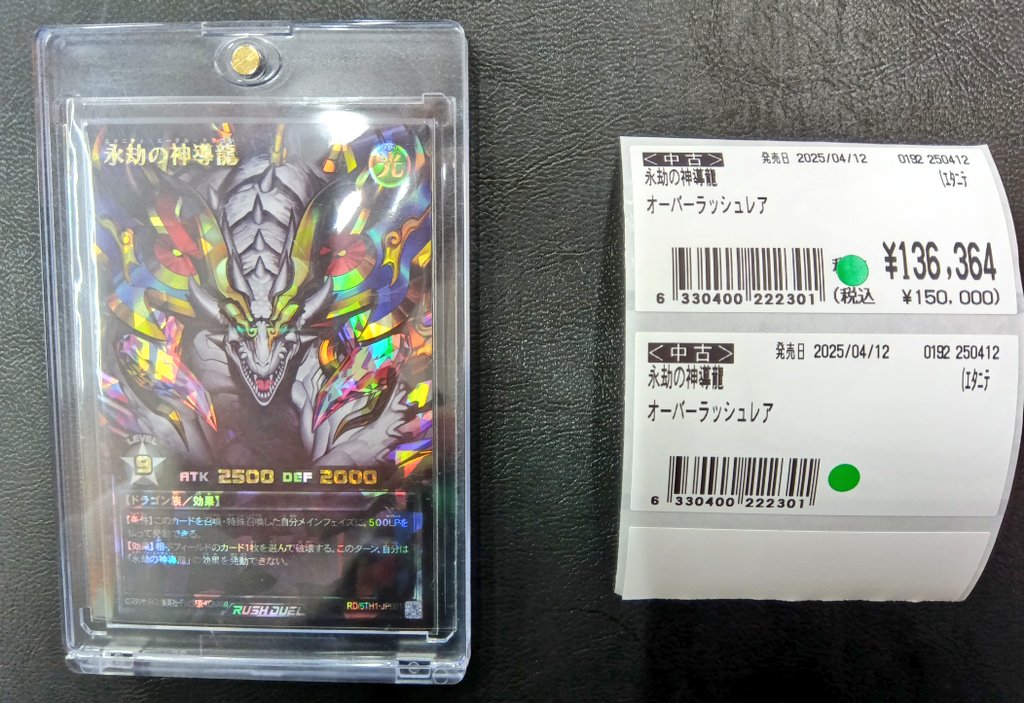 永劫の神導龍
光
LEVEL
9
ATK 2500 DEF 2000
【ドラゴン族／効果】
【条件】このカードを召喚・特殊召喚した自分メインフェイズに、500LPを
払って発動できる。
【効果】相手フィールドのカード1枚を選んで破壊する。このターン、自分は
「永劫の神導龍」の効果を発動できない。
RUSH DUEL
<中古> 発売日 2025/04/12 0192 250412
永劫の神導龍 (エタニテ
オーバーラッシュレア
¥136,364
6 330400 222301 (税込 ¥150,000)
<中古> 発売日 2025/04/12 0192 250412
永劫の神導龍 (エタニテ
オーバーラッシュレア
6 330400 222301